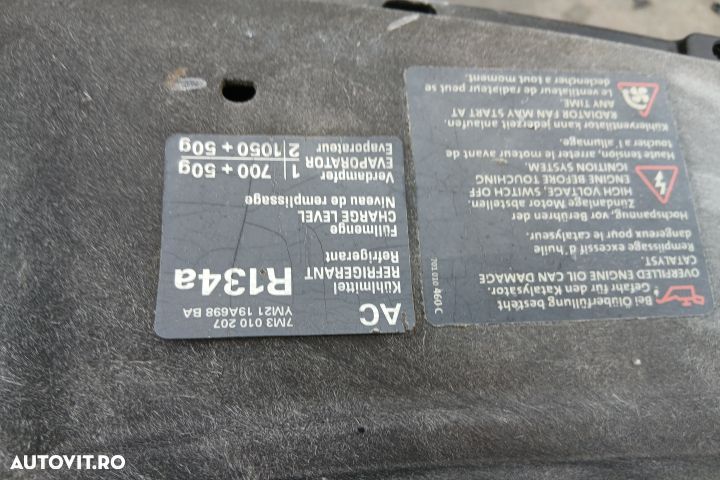 7M3 010 207
YM21 19A698 BA
AC
Kühlmittel
REFRIGERANT
Refrigerant
R134a
Füllmenge
CHARGE LEVEL
Niveau de remplissage
Verdampfer
EVAPORATOR
Evaporateur
1 700 + 50g
2 1050 + 50g
Bei Ölüberfüllung besteht
Gefahr für den Katalysator.
OVERFILLED ENGINE OIL CAN DAMAGE
CATALYST.
Remplissage excessif d'huile
dangereux pour le catalyseur.
Hochspannung, vor Berühren der
Zündanlage Motor abstellen
HIGH VOLTAGE, SWITCH OFF
ENGINE BEFORE TOUCHING
IGNITION SYSTEM.
Haute tension, arreter le moteur avant de
toucher a l'allumage.
Kühlerventilator kann jederzeit anlaufen.
RADIATOR FAN MAY START AT
ANY TIME.
Le ventilateur de radiateur peut se
declencher a tout moment.
701 010 460 C
AUTOVIT.RO